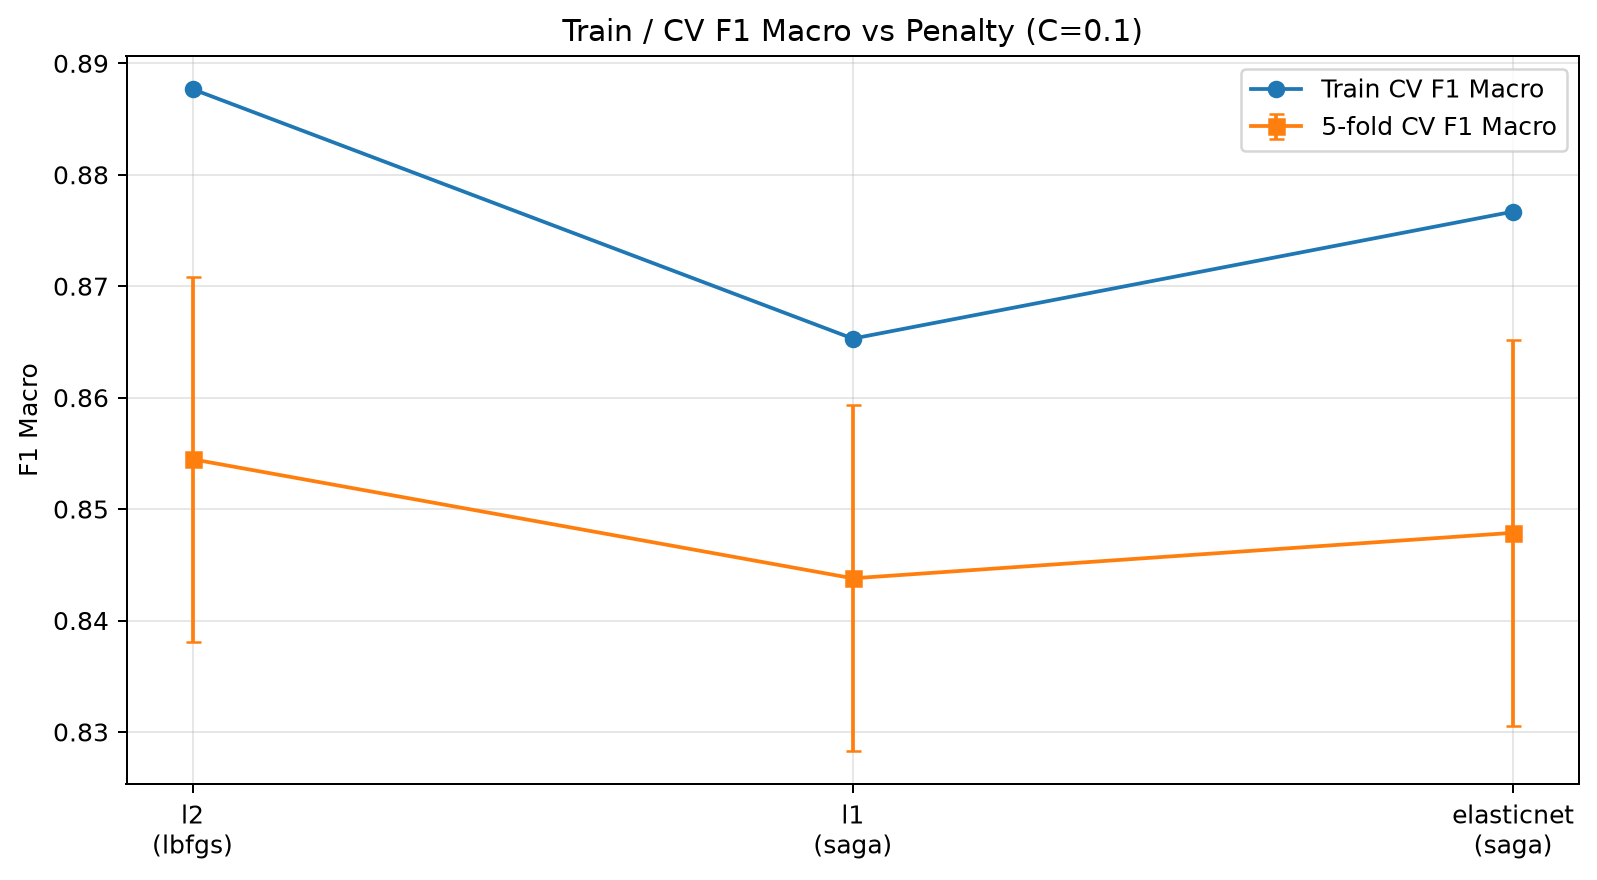 Train / CV F1 Macro vs Penalty (C=0.1)
Train CV F1 Macro
5-fold CV F1 Macro
F1 Macro
0.89
0.88
0.87
0.86
0.85
0.84
0.83
l2
(lbfgs)
l1
(saga)
elasticnet
(saga)